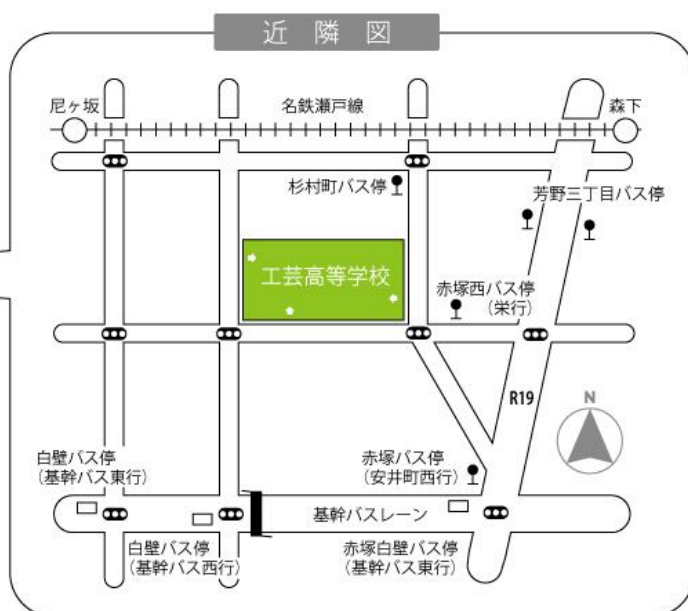 近隣図
尼ヶ坂
名鉄瀬戸線
森下
杉村町バス停
芳野三丁目バス停
工芸高等学校
赤塚西バス停
(栄行)
R19
N
白壁バス停
(基幹バス東行)
赤塚バス停
(安井町西行)
基幹バスレーン
白壁バス停
(基幹バス西行)
赤塚白壁バス停
(基幹バス東行)